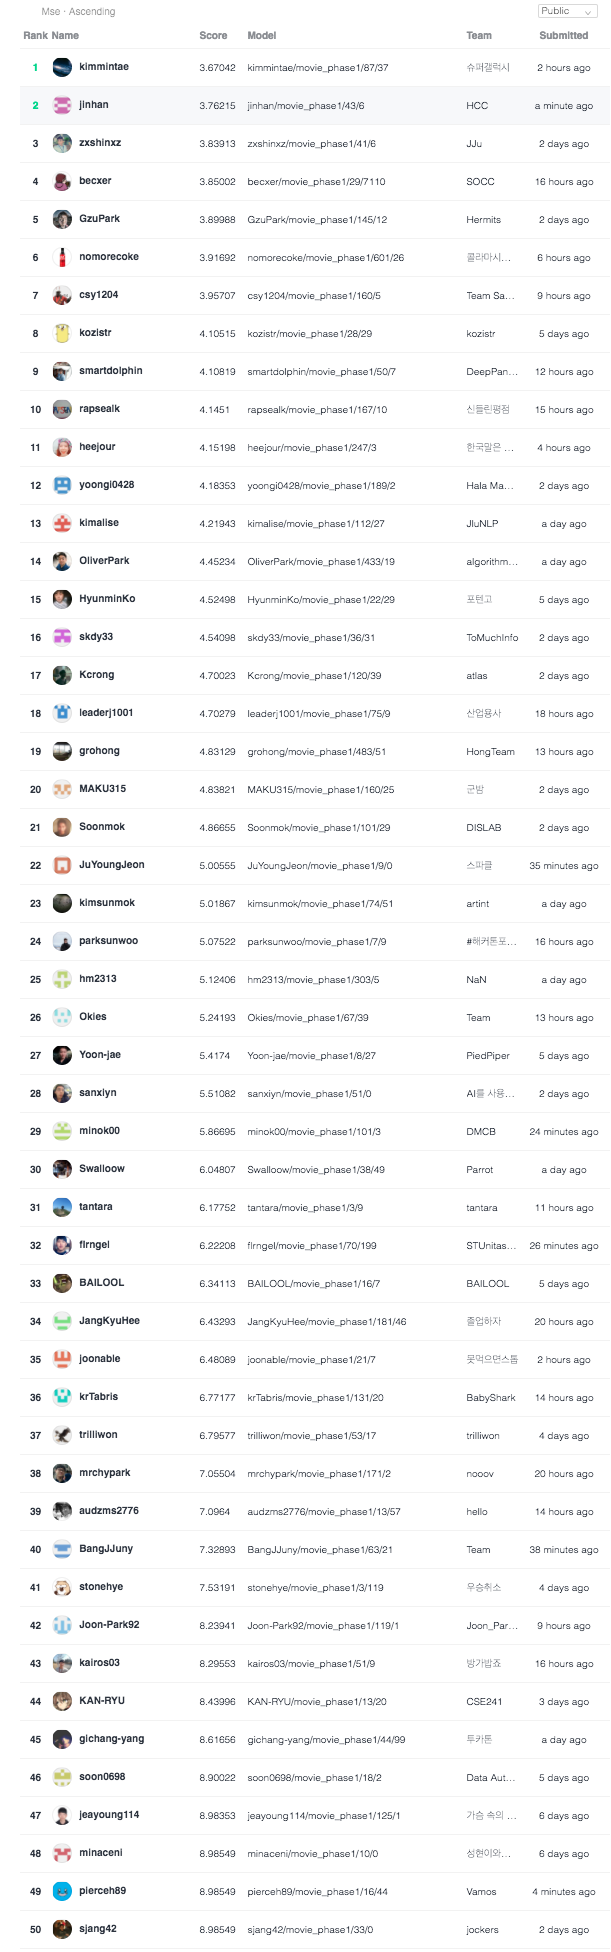 Mse - Ascending Public
Rank Name Score Model Team Submitted
1 kimmintae 3.67042 kimmintae/movie_phase1/87/37 슈퍼갤럭시 2 hours ago
2 jinhan 3.76215 jinhan/movie_phase1/43/6 HCC a minute ago
3 zxshinxz 3.83913 zxshinxz/movie_phase1/41/6 JJu 2 days ago
4 becxer 3.85002 becxer/movie_phase1/29/7110 SOCC 16 hours ago
5 GzuPark 3.89988 GzuPark/movie_phase1/145/12 Hermits 2 days ago
6 nomorecoke 3.91692 nomorecoke/movie_phase1/601/26 콜라마시... 6 hours ago
7 csy1204 3.95707 csy1204/movie_phase1/160/5 Team Sa... 9 hours ago
8 kozistr 4.10515 kozistr/movie_phase1/28/29 kozistr 5 days ago
9 smartdolphin 4.10819 smartdolphin/movie_phase1/50/7 DeepPan... 12 hours ago
10 rapsealk 4.1451 rapsealk/movie_phase1/167/10 신들린평점 15 hours ago
11 heejour 4.15198 heejour/movie_phase1/247/3 한국말은 ... 4 hours ago
12 yoongi0428 4.18353 yoongi0428/movie_phase1/189/2 Hala Ma... 2 days ago
13 kimalise 4.21943 kimalise/movie_phase1/112/27 JluNLP a day ago
14 OliverPark 4.45234 OliverPark/movie_phase1/433/19 algorithm... a day ago
15 HyunminKo 4.52498 HyunminKo/movie_phase1/22/29 포텐고 5 days ago
16 skdy33 4.54098 skdy33/movie_phase1/36/31 ToMuchInfo 2 days ago
17 Kcrong 4.70023 Kcrong/movie_phase1/120/39 atlas 2 days ago
18 leaderj1001 4.70279 leaderj1001/movie_phase1/75/9 산업용사 18 hours ago
19 grohong 4.83129 grohong/movie_phase1/483/51 HongTeam 13 hours ago
20 MAKU315 4.83821 MAKU315/movie_phase1/160/25 군밤 2 days ago
21 Soonmok 4.86655 Soonmok/movie_phase1/101/29 DISLAB 2 days ago
22 JuYoungJeon 5.00555 JuYoungJeon/movie_phase1/9/0 스파클 35 minutes ago
23 kimsunmok 5.01867 kimsunmok/movie_phase1/74/51 artint a day ago
24 parksunwoo 5.07522 parksunwoo/movie_phase1/7/9 #해커톤포... 16 hours ago
25 hm2313 5.12406 hm2313/movie_phase1/303/5 NaN a day ago
26 Okies 5.24193 Okies/movie_phase1/67/39 Team 13 hours ago
27 Yoon-jae 5.4174 Yoon-jae/movie_phase1/8/27 PiedPiper 5 days ago
28 sanxiyn 5.51082 sanxiyn/movie_phase1/51/0 AI를 사용... 2 days ago
29 minok00 5.86695 minok00/movie_phase1/101/3 DMCB 24 minutes ago
30 Swalloow 6.04807 Swalloow/movie_phase1/38/49 Parrot a day ago
31 tantara 6.17752 tantara/movie_phase1/3/9 tantara 11 hours ago
32 flrngel 6.22208 flrngel/movie_phase1/70/199 STUnitas... 26 minutes ago
33 BAILOOL 6.34113 BAILOOL/movie_phase1/16/7 BAILOOL 5 days ago
34 JangKyuHee 6.43293 JangKyuHee/movie_phase1/181/46 졸업하자 20 hours ago
35 joonable 6.48089 joonable/movie_phase1/21/7 못먹으면스톱 2 hours ago
36 krTabris 6.77177 krTabris/movie_phase1/131/20 BabyShark 14 hours ago
37 trilliwon 6.79577 trilliwon/movie_phase1/53/17 trilliwon 4 days ago
38 mrchypark 7.05504 mrchypark/movie_phase1/171/2 nooov 20 hours ago
39 audzms2776 7.0964 audzms2776/movie_phase1/13/57 hello 14 hours ago
40 BangJJuny 7.32893 BangJJuny/movie_phase1/63/21 Team 38 minutes ago
41 stonehye 7.53191 stonehye/movie_phase1/3/119 우승취소 4 days ago
42 Joon-Park92 8.23941 Joon-Park92/movie_phase1/119/1 Joon_Par... 9 hours ago
43 kairos03 8.29553 kairos03/movie_phase1/51/9 방가밥죠 16 hours ago
44 KAN-RYU 8.43996 KAN-RYU/movie_phase1/13/20 CSE241 3 days ago
45 gichang-yang 8.61656 gichang-yang/movie_phase1/44/99 투카톤 a day ago
46 soon0698 8.90022 soon0698/movie_phase1/18/2 Data Aut... 5 days ago
47 jeayoung114 8.98353 jeayoung114/movie_phase1/125/1 가슴 속의 ... 6 days ago
48 minaceni 8.98549 minaceni/movie_phase1/10/0 성현이와... 6 days ago
49 pierceh89 8.98549 pierceh89/movie_phase1/16/44 Vamos 4 minutes ago
50 sjang42 8.98549 sjang42/movie_phase1/33/0 jockers 2 days ago